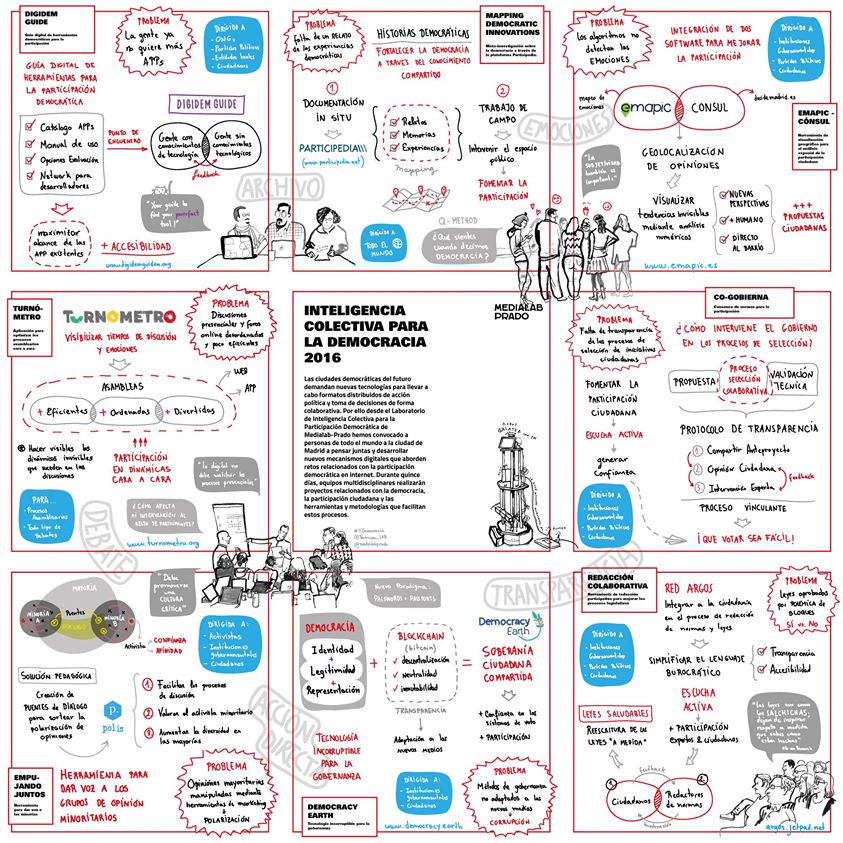 DIGIDEM
GUIDE
Guía digital de herramientas
democráticas para la
participación
PROBLEMA
La gente ya
no quiere más
APPs
DIRIGIDO A
- ONG,
- Partidos Políticos
- Entidades locales
- Ciudadanos
GUÍA DIGITAL DE
HERRAMIENTAS PARA
LA PARTICIPACIÓN
DEMOCRÁTICA
DIGIDEM GUIDE
Catálogo APPs
Manual de uso
Opiniones Evaluación
Network para
desarrolladores
PUNTO DE
ENCUENTRO
Gente con
conocimientos
de tecnología
Gente sin
conocimientos
tecnológicos
feedback
"Your guide to
find your purrfect
tool!"
maximizar
alcance de las
APP existentes
+ ACCESIBILIDAD
www.digidemguiden.org
ARCHIVO
PROBLEMA
Falta de un RELATO
de las experiencias
democráticas
HISTORIAS DEMOCRÁTICAS
FORTALECER LA DEMOCRACIA
A TRAVÉS DEL CONOCIMIENTO
COMPARTIDO
MAPPING
DEMOCRATIC
INNOVATIONS
Meta-investigación sobre
la democracia a través de
la plataforma Participedia.
1
DOCUMENTACIÓN
IN SITU
PARTICIPEDIA
(www.participedia.net)
Relatos
Memorias
Experiencias
mapping
2
TRABAJO DE
CAMPO
Intervenir el espacio
público
FOMENTAR LA
PARTICIPACIÓN
DIRIGIDO A
TODO EL
MUNDO
Q-METHOD
¿Qué sientes
cuando decimos
DEMOCRACIA?
PROBLEMA
Los algoritmos no
detectan las
EMOCIONES
INTEGRACIÓN DE DOS
SOFTWARE PARA MEJORAR
LA PARTICIPACIÓN
DIRIGIDO A
- Instituciones
Gubernamentales
- Partidos Políticos
- Ciudadanos
EMOCIONES
mapeo de
emociones
emapic
CONSUL
decide.madrid.es
EMAPIC -
CÓNSUL
Herramienta de
visualización
geográfica para
el análisis
espacial de la
participación
ciudadana
GEOLOCALIZACIÓN
DE OPINIONES
"La
SUBJETIVIDAD
también es
importante"
VISUALIZAR
tendencias invisibles
mediante análisis
numéricos
NUEVAS
PERSPECTIVAS
+ HUMANO
DIRECTO
AL BARRIO
+++
PROPUESTAS
CIUDADANAS
www.emapic.es
TURNÓ-
METRO
Aplicación para
optimizar los
procesos
asamblearios
cara a cara
TURNOMETRO
VISIBILIZAR TIEMPOS DE DISCUSIÓN
Y EMOCIONES
PROBLEMA
Discusiones
presenciales y foros
online desordenados
y poco eficientes
WEB
APP
ASAMBLEAS
+ Eficientes
+ Ordenadas
+ Divertidas
Hacer visibles las
dinámicas invisibles
que suceden en las
discusiones
PARTICIPACIÓN
EN DINÁMICAS
CARA A CARA
"Lo digital no
debe sustituir los
procesos presenciales"
PARA...
- Procesos
Asamblearios
- Todo tipo de
debates
¿Cómo afecta
mi intervención al
resto de participantes?
www.turnometro.org
DEBATE
INTELIGENCIA
COLECTIVA PARA
LA DEMOCRACIA
2016
Las ciudades democráticas del futuro
demandan nuevas tecnologías para llevar a
cabo formatos distribuidos de acción
política y toma de decisiones de forma
colaborativa. Por ello desde el Laboratorio
de Inteligencia Colectiva para la
Participación Democrática de
Medialab-Prado hemos convocado a
personas de todo el mundo a la ciudad de
Madrid a pensar juntas y desarrollar
nuevos mecanismos digitales que aborden
retos relacionados con la participación
democrática en internet. Durante quince
días, equipos multidisciplinares realizarán
proyectos relacionados con la democracia,
la participación ciudadana y las
herramientas y metodologías que facilitan
estos procesos.
MEDIALAB
PRADO
@medialabprado
CO-GOBIERNA
Consenso de normas para la
participación
PROBLEMA
Falta de transparencia
de los procesos de
selección de iniciativas
ciudadanas
¿CÓMO INTERVIENE EL GOBIERNO
EN LOS PROCESOS DE SELECCIÓN?
FOMENTAR
LA
PARTICIPACIÓN
CIUDADANA
ESCUCHA ACTIVA
generar
Confianza
PROPUESTA
PROCESO
SELECCIÓN
COLABORATIVA
VALIDACIÓN
TÉCNICA
PROTOCOLO DE TRANSPARENCIA
1 Compartir Anteproyecto
2 Opinión Ciudadana
3 Intervención Experta
feedback
PROCESO VINCULANTE
¡QUE VOTAR SEA FÁCIL!
DIRIGIDO A
- Instituciones
Gubernamentales
- Partidos Políticos
- Ciudadanos
TRANSPARENCIA
MAYORÍA
MINORÍA
A
Puentes
MINORÍA
B
Activista
CONFIANZA
AFINIDAD
"Debe
promoverse
una
CULTURA
CRÍTICA"
DIRIGIDA A:
- Activistas
- Instituciones
gubernamentales
- Ciudadanos
SOLUCIÓN PEDAGÓGICA
Creación de
PUENTES DE DIÁLOGO
para sortear la
polarización de
opiniones
p.
polis
1 Facilitar los procesos
de discusión
2 Valorar el activista minoritario
3 Aumentar la diversidad en
las mayorías
EMPU-
JANDO
JUNTOS
Herramienta para
dar voz a las minorías
HERRAMIENTA PARA
DAR VOZ A LOS
GRUPOS DE OPINIÓN
MINORITARIOS
PROBLEMA
Opiniones mayoritarias
manipuladas mediante
herramientas de marketing
POLARIZACIÓN
ACCIÓN
DIRECTA
Nuevo Paradigma:
PASSWORDS + PASSPORTS
DEMOCRACIA
Identidad
+
Legitimidad
+
Representación
+
BLOCKCHAIN
(bitcoin)
descentralización
Neutralidad
inmutabilidad
=
Democracy
Earth
SOBERANÍA
CIUDADANA
COMPARTIDA
TECNOLOGÍA
INCORRUPTIBLE
PARA LA
GOBERNANZA
TRANSPARENCIA
Adaptación a los
nuevos medios
+ Confianza en los
sistemas de voto
+ PARTICIPACIÓN
DIRIGIDO A:
- Instituciones
gubernamentales
- Ciudadanos
PROBLEMA
Métodos de gobernanza
no adaptados a los
nuevos medios
CORRUPCIÓN
DEMOCRACY
EARTH
Tecnología incorruptible para la
gobernanza
www.democracy.earth
REDACCIÓN
COLABORATIVA
Herramienta de redacción
participativa para mejorar los
procesos legislativos
RED ARGOS
Integrar a la ciudadanía
en el proceso de redacción
de normas y leyes
PROBLEMA
Leyes aprobadas
por POLÉMICA DE
BLOQUES
SÍ vs. No
DIRIGIDO A
- Instituciones
Gubernamentales
- Partidos Políticos
- Ciudadanos
SIMPLIFICAR EL LENGUAJE
BUROCRÁTICO
Transparencia
Accesibilidad
ESCUCHA
ACTIVA
+ PARTICIPACIÓN
Expertos & ciudadanos
LEYES SALUDABLES
REESCRITURA DE LAS
LEYES "A MEDIDA"
"Las leyes son como
las SALCHICHAS;
dejan de inspirar
respeto a medida
que sabes cómo
están hechas"
feedback
1.
2.
Ciudadanos
Redactores
de normas
argos.jetpad.net